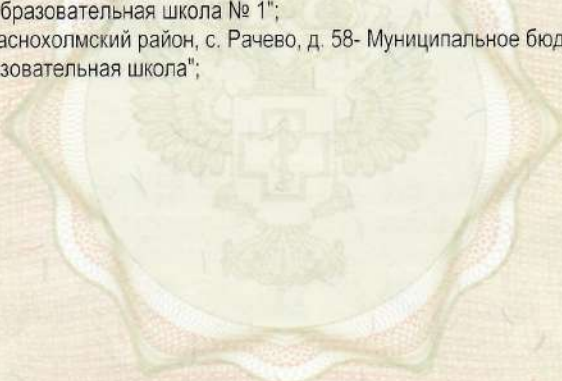 бразовательная школа № 1";
аснохолмский район, с. Рачево, д. 58- Муниципальное бюд
зовательная школа";